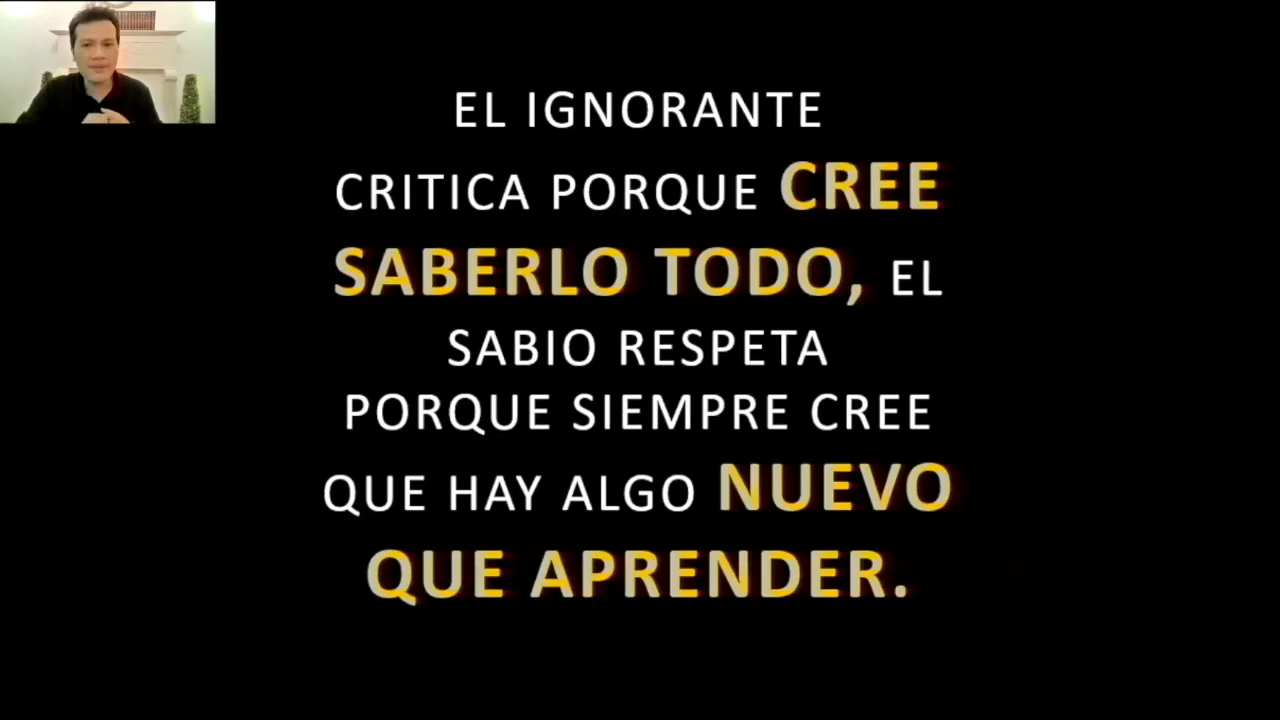 EL IGNORANTE
CRITICA PORQUE CREE
SABERLO TODO, EL
SABIO RESPETA
PORQUE SIEMPRE CREE
QUE HAY ALGO NUEVO
QUE APRENDER.